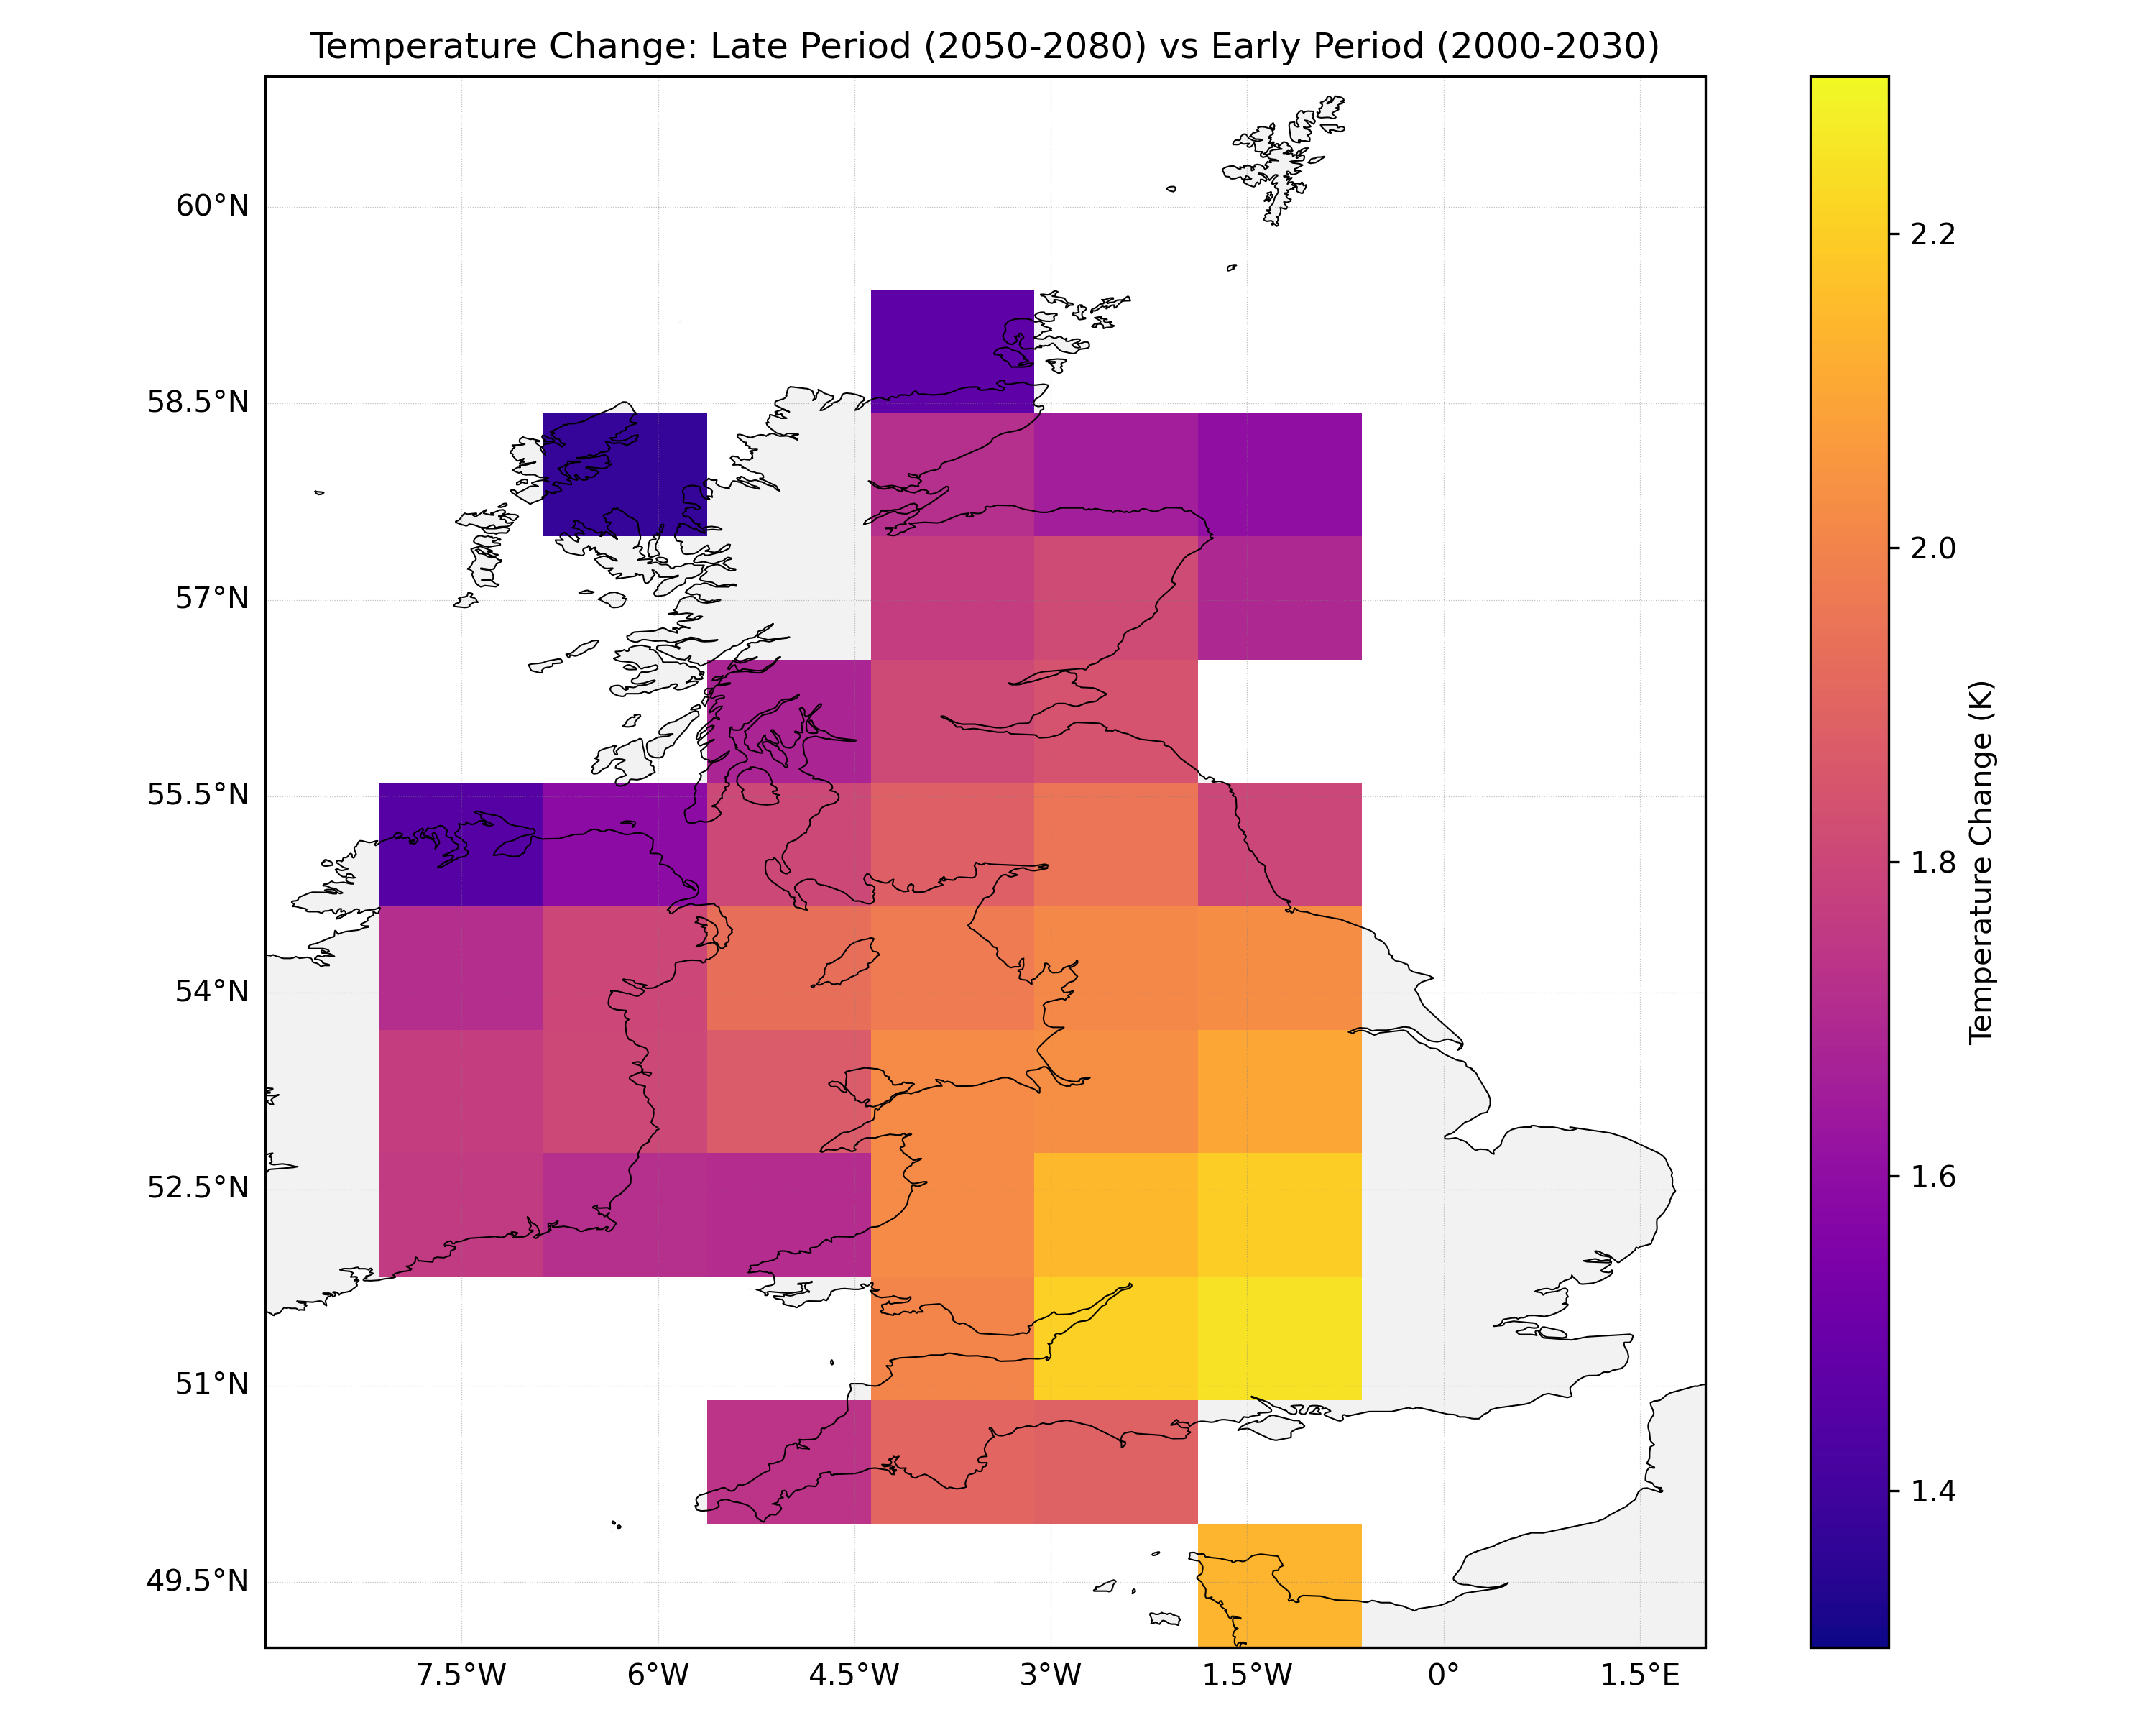 Temperature Change: Late Period (2050-2080) vs Early Period (2000-2030)
60°N
58.5°N
57°N
55.5°N
54°N
52.5°N
51°N
49.5°N
7.5°W 6°W 4.5°W 3°W 1.5°W 0° 1.5°E
2.2
2.0
1.8
1.6
1.4
Temperature Change (K)